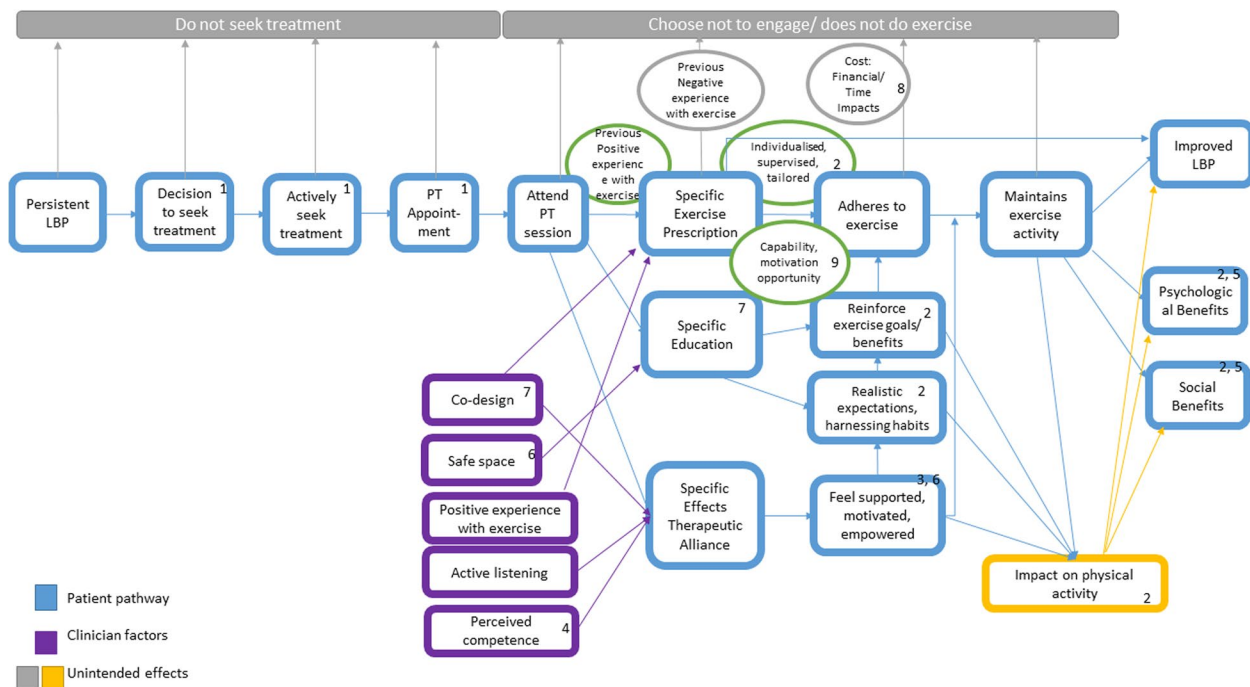 Do not seek treatment
Choose not to engage/ does not do exercise
Previous
Negative
experience
with exercise
Cost:
Financial/
Time
Impacts
8
Previous
Positive
experienc
e with
exercise
Individualised,
supervised,
tailored
2
Improved
LBP
Persistent
LBP
Decision
to seek
treatment
1
Actively
seek
treatment
1
PT
Appoint-
ment
1
Attend
PT
session
Specific
Exercise
Prescription
Adheres to
exercise
Maintains
exercise
activity
Capability,
motivation
opportunity
9
2, 5
Psychologic
al Benefits
7
Specific
Education
Reinforce
exercise goals/
benefits
2
2, 5
Social
Benefits
Co-design
7
Realistic
expectations,
harnessing habits
2
Safe space
6
Positive experience
with exercise
Specific
Effects
Therapeutic
Alliance
3, 6
Feel supported,
motivated,
empowered
Active listening
Impact on physical
activity
2
Perceived
competence
4
Patient pathway
Clinician factors
Unintended effects